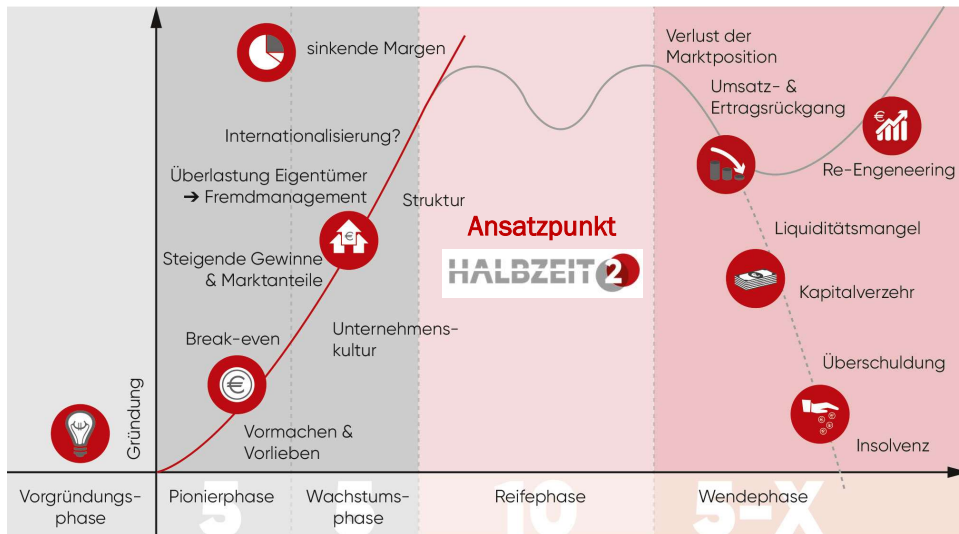 sinkende Margen
Internationalisierung?
Überlastung Eigentümer
➔ Fremdmanagement
Struktur
€
Steigende Gewinne
& Marktanteile
Break-even
€
Unternehmens-
kultur
Vormachen &
Vorlieben
Gründung
Ansatzpunkt
HALBZEIT 2
Verlust der
Marktposition
Umsatz- &
Ertragsrückgang
€
Re-Engeneering
Liquiditätsmangel
Kapitalverzehr
Überschuldung
Insolvenz
Vorgründungs-
phase
Pionierphase
5
Wachstums-
phase
Reifephase
10
Wendephase
5-X